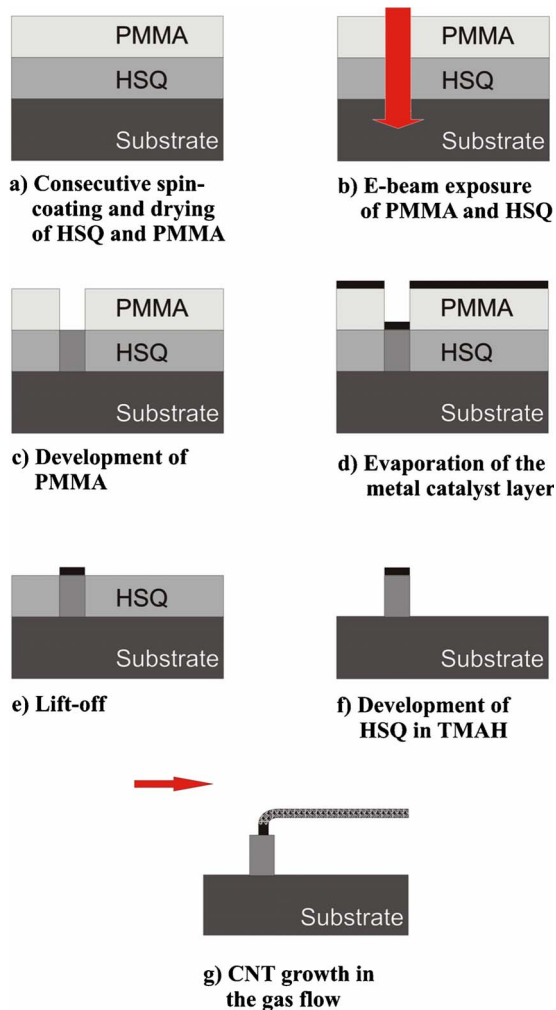 PMMA
HSQ
Substrate
a) Consecutive spin-
coating and drying
of HSQ and PMMA
PMMA
HSQ
Substrate
b) E-beam exposure
of PMMA and HSQ
PMMA
HSQ
Substrate
c) Development of
PMMA
PMMA
HSQ
Substrate
d) Evaporation of the
metal catalyst layer
HSQ
Substrate
e) Lift-off
Substrate
f) Development of
HSQ in TMAH
Substrate
g) CNT growth in
the gas flow